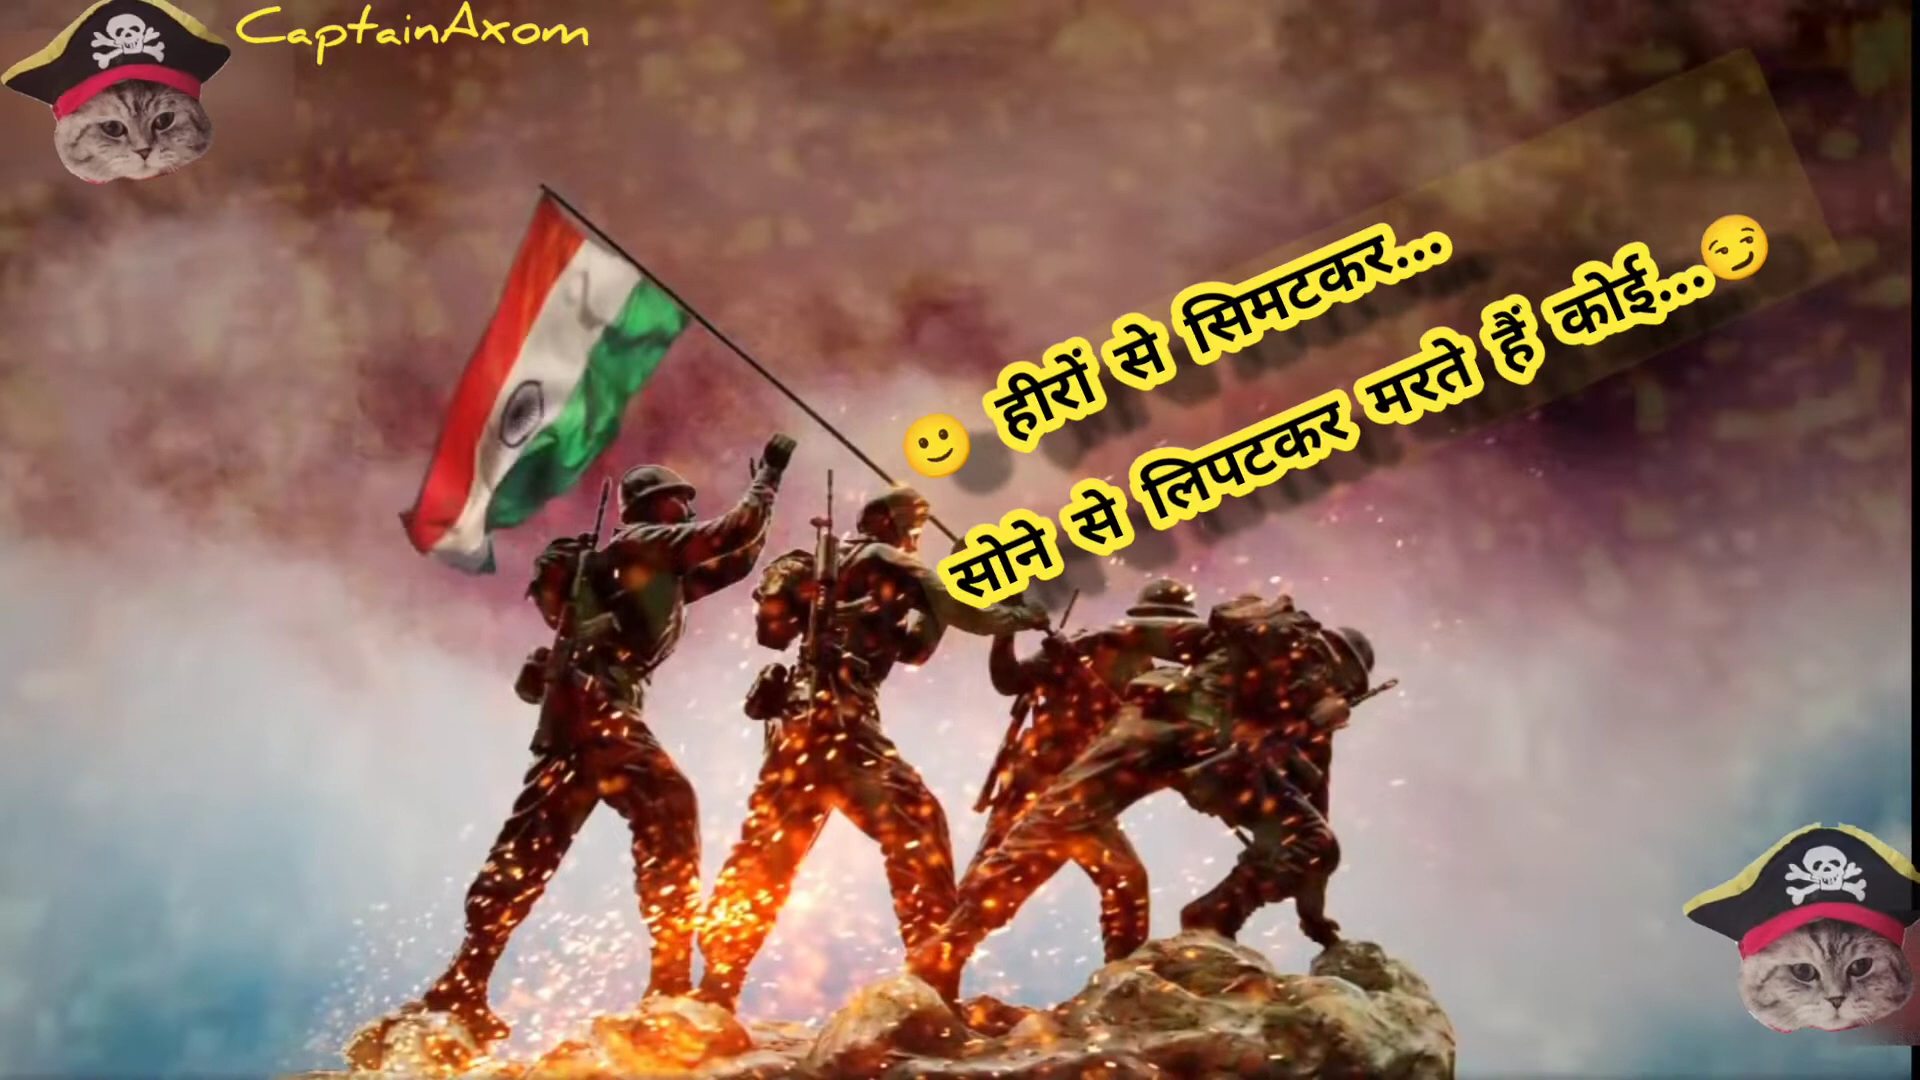 CaptainAxom
🙂 हीरों से सिमटकर...
सोने से लिपटकर मरते हैं कोई...😏